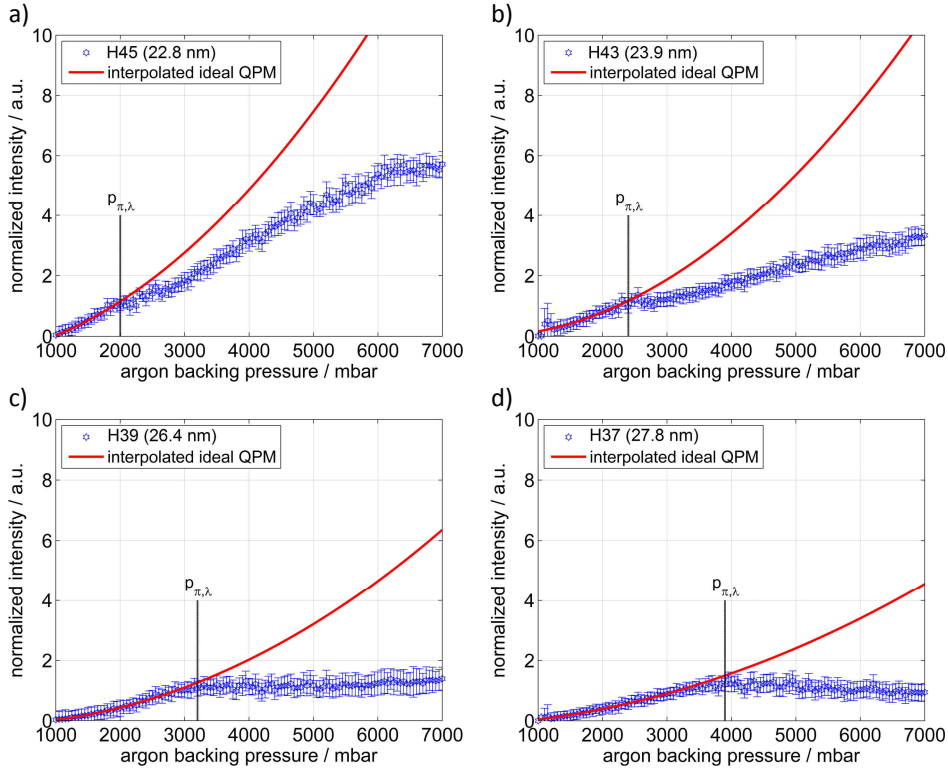 a)
H45 (22.8 nm)
interpolated ideal QPM
pπ,λ
normalized intensity / a.u.
10
8
6
4
2
0
1000 2000 3000 4000 5000 6000 7000
argon backing pressure / mbar
b)
H43 (23.9 nm)
interpolated ideal QPM
pπ,λ
normalized intensity / a.u.
10
8
6
4
2
0
1000 2000 3000 4000 5000 6000 7000
argon backing pressure / mbar
c)
H39 (26.4 nm)
interpolated ideal QPM
pπ,λ
normalized intensity / a.u.
10
8
6
4
2
0
1000 2000 3000 4000 5000 6000 7000
argon backing pressure / mbar
d)
H37 (27.8 nm)
interpolated ideal QPM
pπ,λ
normalized intensity / a.u.
10
8
6
4
2
0
1000 2000 3000 4000 5000 6000 7000
argon backing pressure / mbar